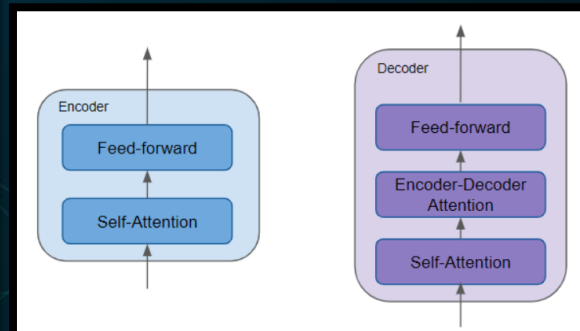 Encoder
Feed-forward
Self-Attention
Decoder
Feed-forward
Encoder-Decoder
Attention
Self-Attention